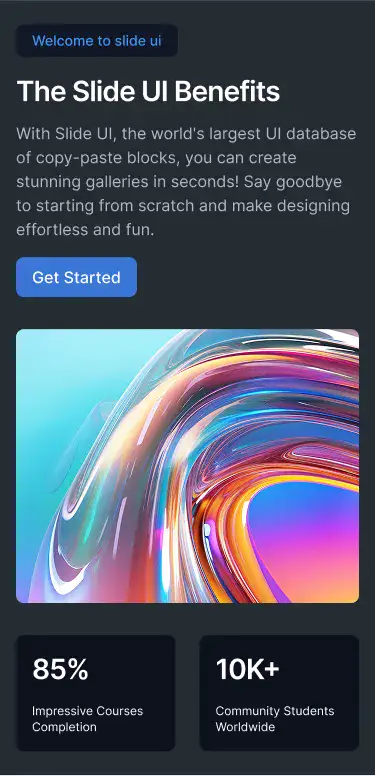 Welcome to slide ui
The Slide UI Benefits
With Slide UI, the world's largest UI database
of copy-paste blocks, you can create
stunning galleries in seconds! Say goodbye
to starting from scratch and make designing
effortless and fun.
Get Started
85%
10K+
Impressive Courses
Completion
Community Students
Worldwide